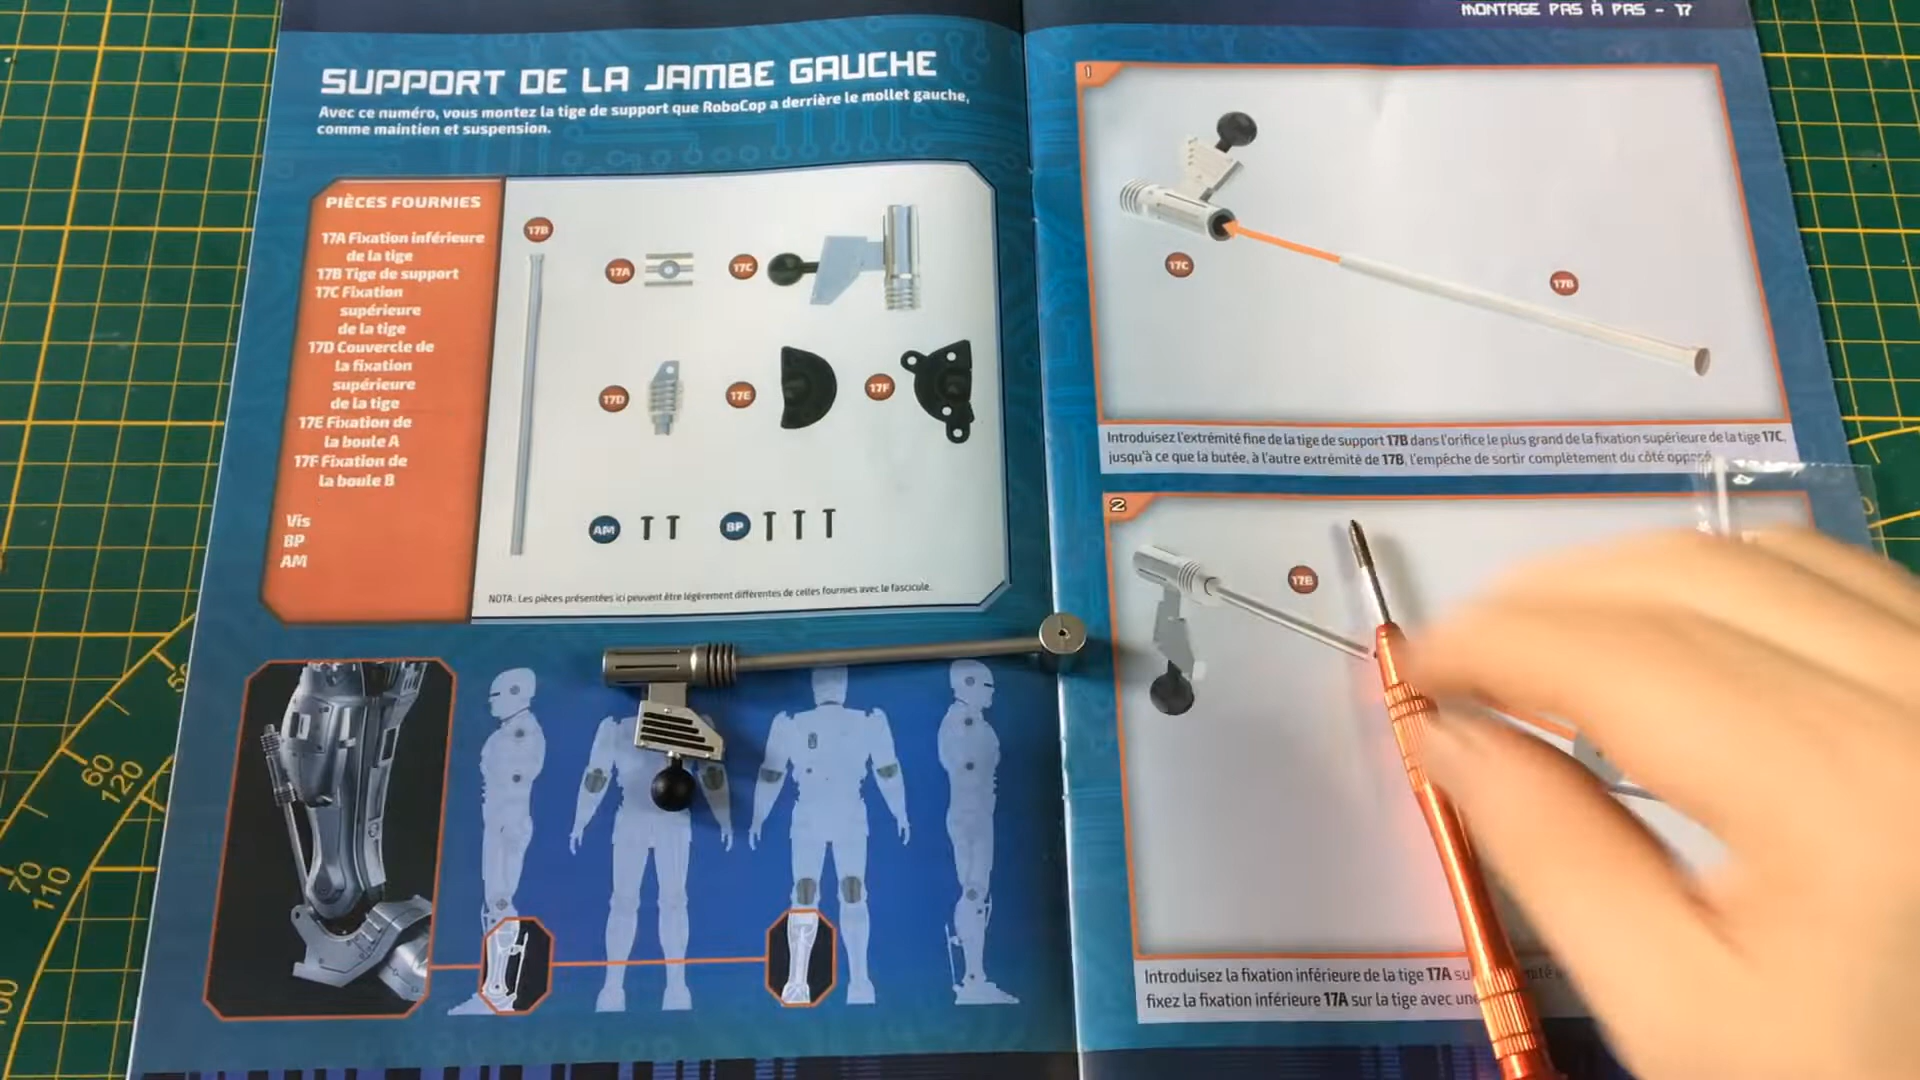 MONTAGE PAS À PAS - 17
SUPPORT DE LA JAMBE GAUCHE
Avec ce numéro, vous montez la tige de support que RoboCop a derrière le mollet gauche,
comme maintien et suspension.
PIÈCES FOURNIES
17A Fixation inférieure
de la tige
17B Tige de support
17C Fixation
supérieure
de la tige
17D Couvercle de
la fixation
supérieure
de la tige
17E Fixation de
la boule A
17F Fixation de
la boule B
Vis
BP
AM
17B
17A
17C
17D
17E
17F
AM
BP
NOTA: Les pièces présentées ici peuvent être légèrement différentes de celles fournies avec le fascicule.
1
17C
17B
Introduisez l'extrémité fine de la tige de support 17B dans l'orifice le plus grand de la fixation supérieure de la tige 17C,
jusqu'à ce que la butée, à l'autre extrémité de 17B, l'empêche de sortir complètement du côté opposé.
2
17B
Introduisez la fixation inférieure de la tige 17A
fixez la fixation inférieure 17A sur la tige avec
60
120
70
110